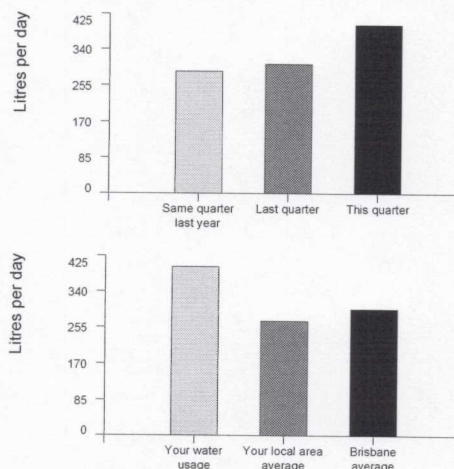 Litres per day
425
340
255
170
85
0
Same quarter
last year
Last quarter
This quarter
Litres per day
425
340
255
170
85
0
Your water
usage
Your local area
average
Brisbane
average